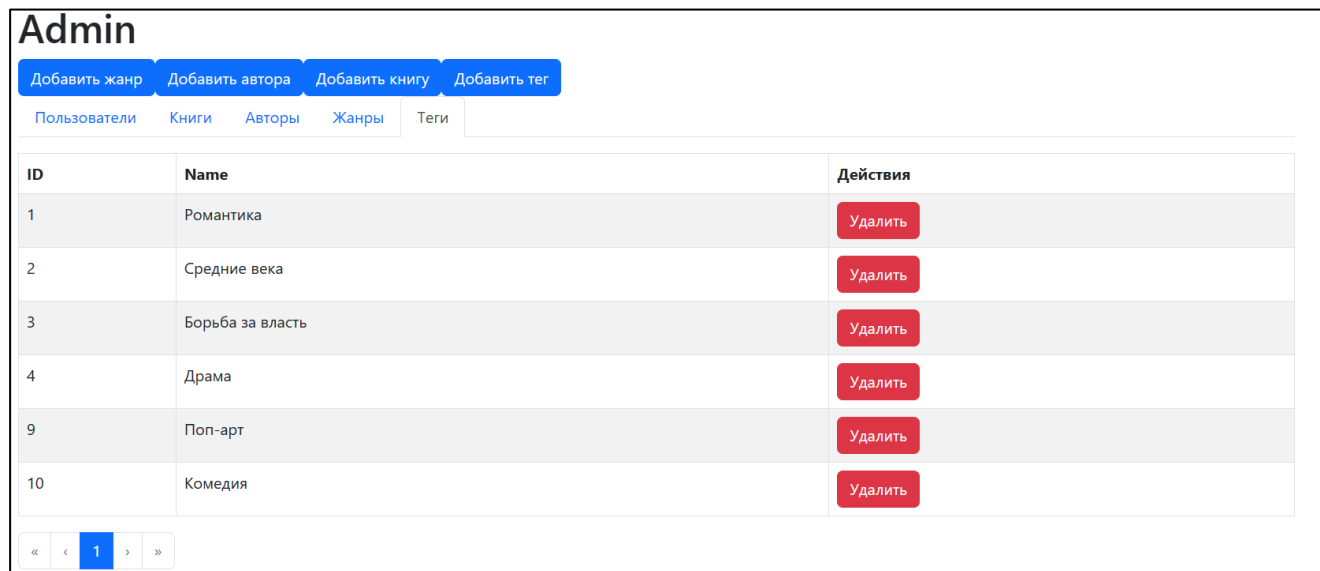 Admin
Добавить жанр Добавить автора Добавить книгу Добавить тег
Пользователи Книги Авторы Жанры Теги
ID Name Действия
1 Романтика Удалить
2 Средние века Удалить
3 Борьба за власть Удалить
4 Драма Удалить
9 Поп-арт Удалить
10 Комедия Удалить
« ‹ 1 › »